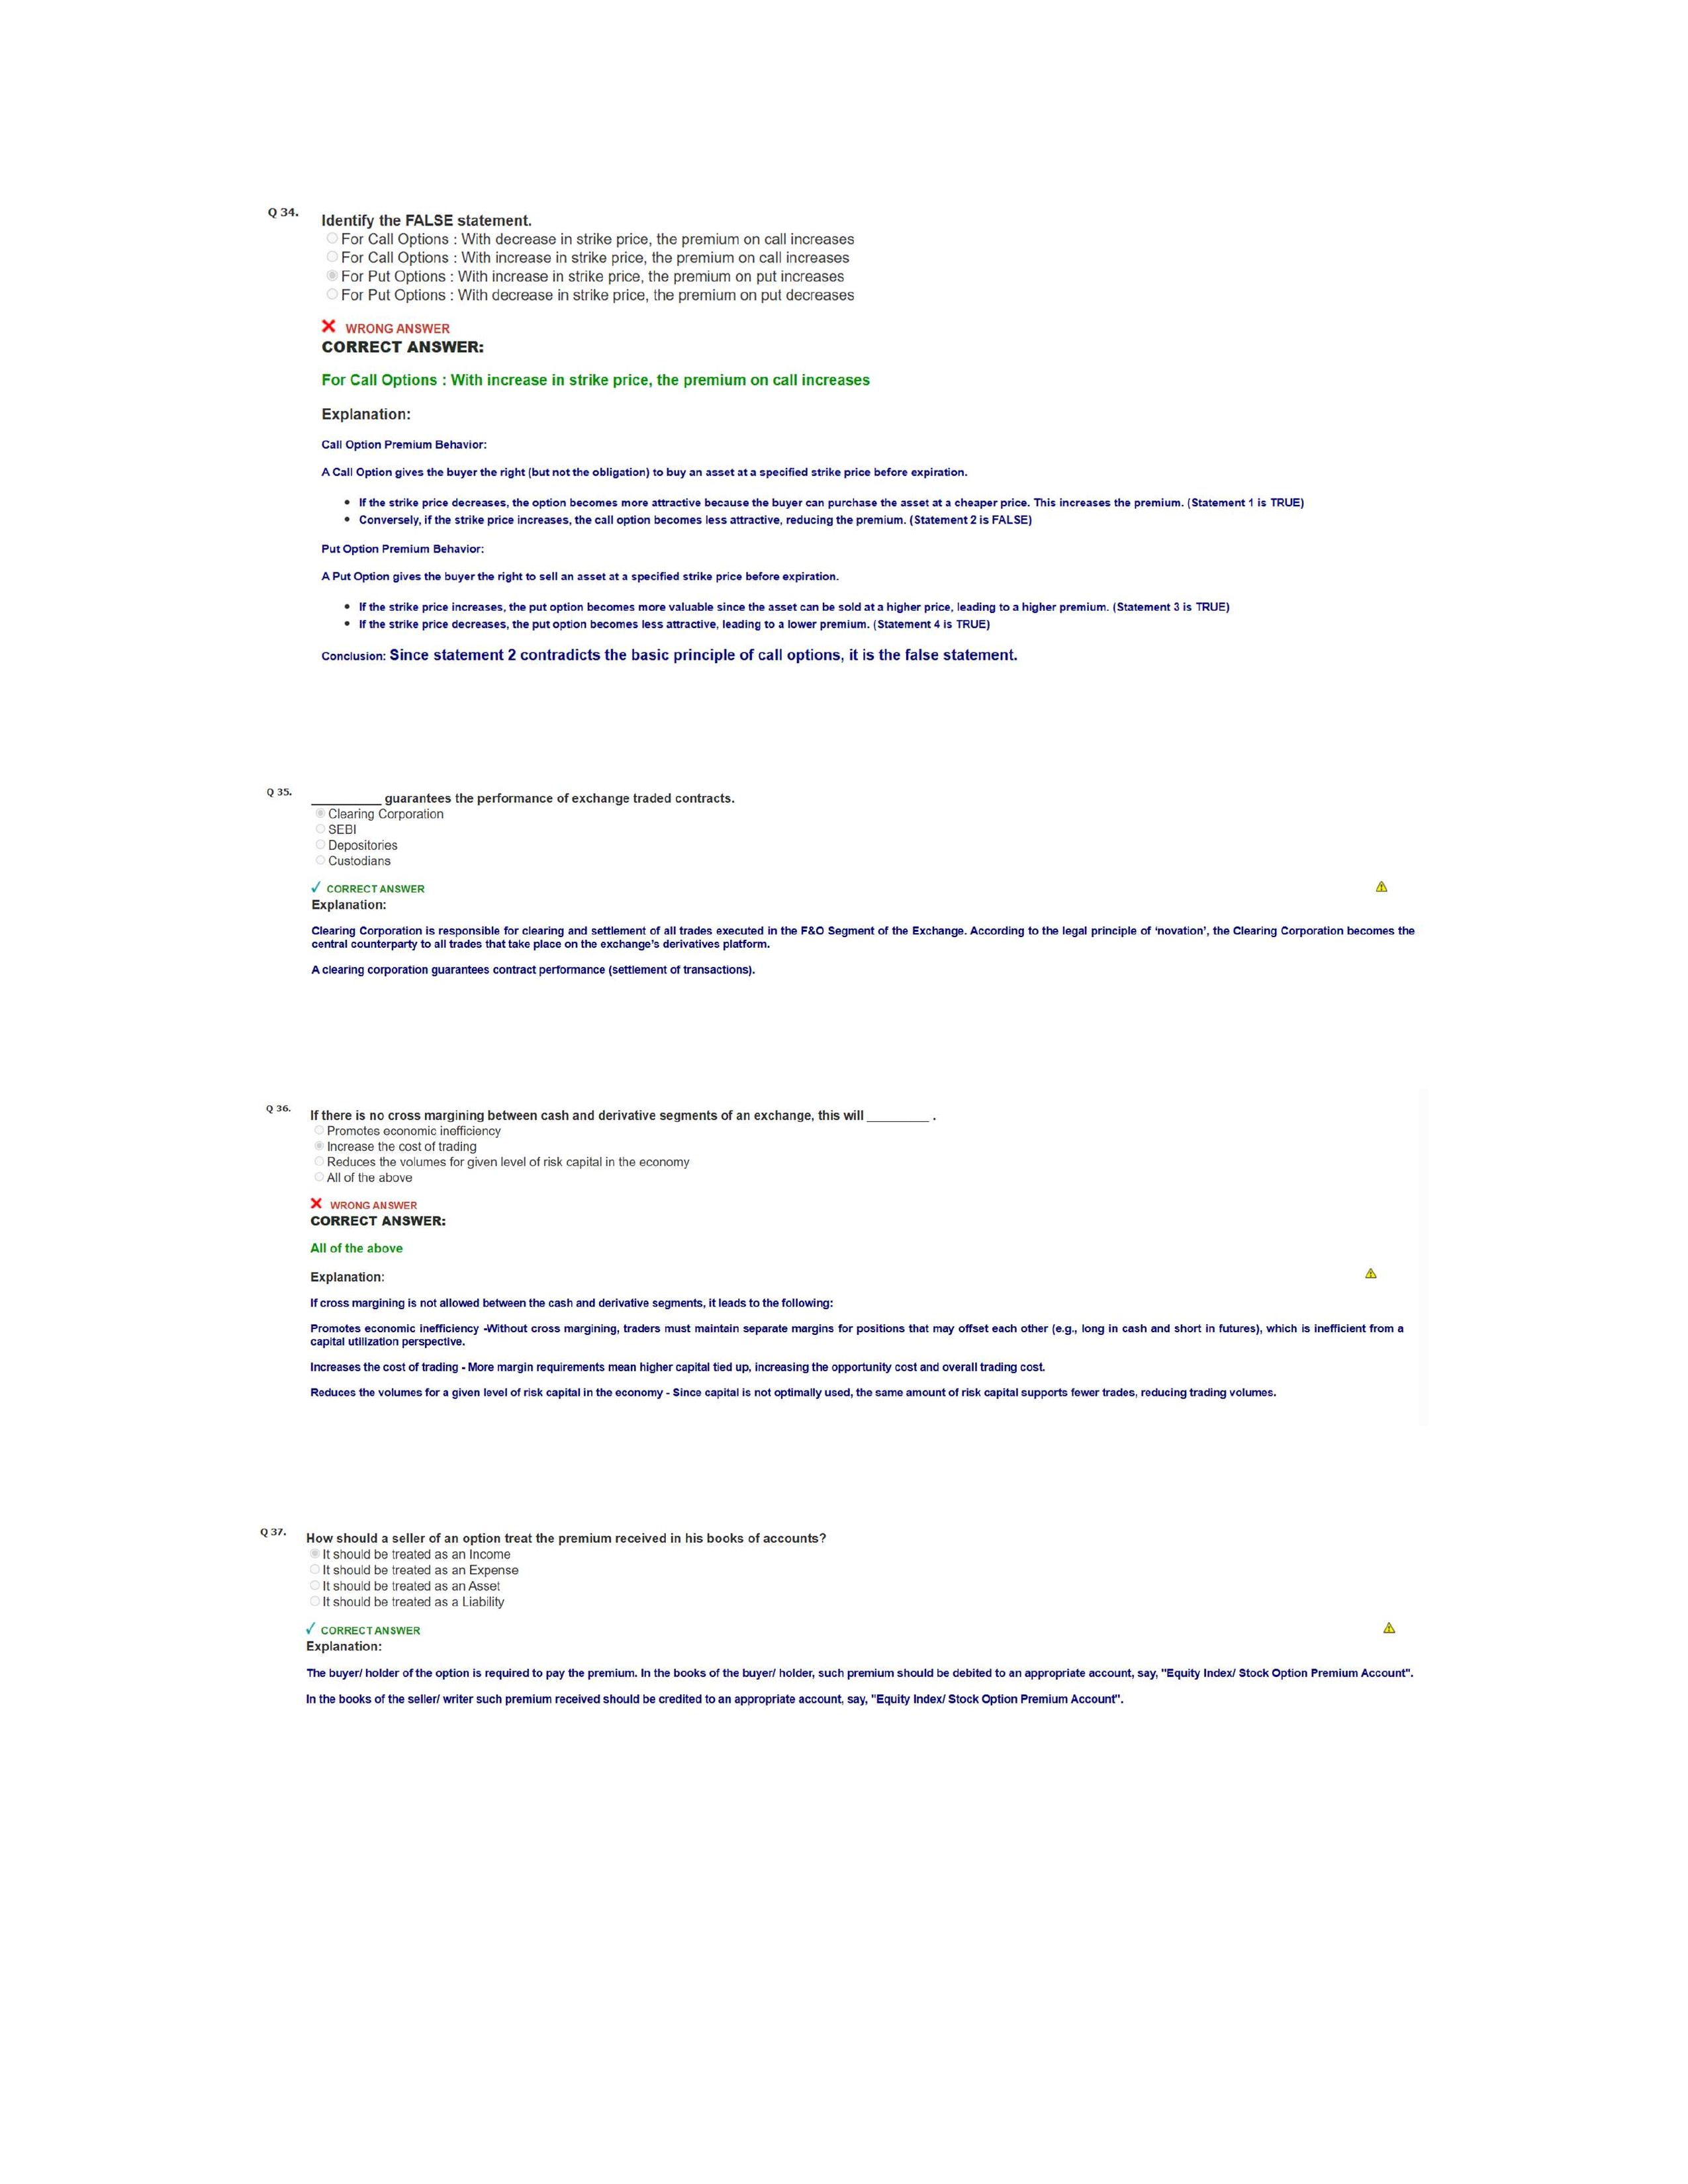 Q 34.
Identify the FALSE statement.
For Call Options : With decrease in strike price, the premium on call increases
For Call Options : With increase in strike price, the premium on call increases
For Put Options : With increase in strike price, the premium on put increases
For Put Options : With decrease in strike price, the premium on put decreases
WRONG ANSWER
CORRECT ANSWER:
For Call Options : With increase in strike price, the premium on call increases
Explanation:
Call Option Premium Behavior:
A Call Option gives the buyer the right (but not the obligation) to buy an asset at a specified strike price before expiration.
• If the strike price decreases, the option becomes more attractive because the buyer can purchase the asset at a cheaper price. This increases the premium. (Statement 1 is TRUE)
• Conversely, if the strike price increases, the call option becomes less attractive, reducing the premium. (Statement 2 is FALSE)
Put Option Premium Behavior:
A Put Option gives the buyer the right to sell an asset at a specified strike price before expiration.
• If the strike price increases, the put option becomes more valuable since the asset can be sold at a higher price, leading to a higher premium. (Statement 3 is TRUE)
• If the strike price decreases, the put option becomes less attractive, leading to a lower premium. (Statement 4 is TRUE)
Conclusion: Since statement 2 contradicts the basic principle of call options, it is the false statement.
Q 35.
__________ guarantees the performance of exchange traded contracts.
Clearing Corporation
SEBI
Depositories
Custodians
✓ CORRECT ANSWER
Explanation:
Clearing Corporation is responsible for clearing and settlement of all trades executed in the F&O Segment of the Exchange. According to the legal principle of ‘novation’, the Clearing Corporation becomes the
central counterparty to all trades that take place on the exchange’s derivatives platform.
A clearing corporation guarantees contract performance (settlement of transactions).
Q 36.
If there is no cross margining between cash and derivative segments of an exchange, this will _________ .
Promotes economic inefficiency
Increase the cost of trading
Reduces the volumes for given level of risk capital in the economy
All of the above
WRONG ANSWER
CORRECT ANSWER:
All of the above
Explanation:
If cross margining is not allowed between the cash and derivative segments, it leads to the following:
Promotes economic inefficiency -Without cross margining, traders must maintain separate margins for positions that may offset each other (e.g., long in cash and short in futures), which is inefficient from a
capital utilization perspective.
Increases the cost of trading - More margin requirements mean higher capital tied up, increasing the opportunity cost and overall trading cost.
Reduces the volumes for a given level of risk capital in the economy - Since capital is not optimally used, the same amount of risk capital supports fewer trades, reducing trading volumes.
Q 37.
How should a seller of an option treat the premium received in his books of accounts?
It should be treated as an Income
It should be treated as an Expense
It should be treated as an Asset
It should be treated as a Liability
✓ CORRECT ANSWER
Explanation:
The buyer/ holder of the option is required to pay the premium. In the books of the buyer/ holder, such premium should be debited to an appropriate account, say, "Equity Index/ Stock Option Premium Account".
In the books of the seller/ writer such premium received should be credited to an appropriate account, say, "Equity Index/ Stock Option Premium Account".